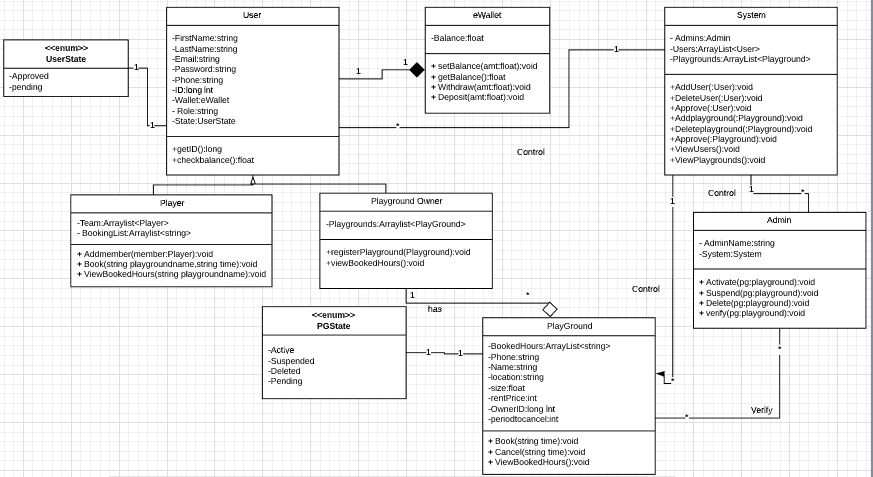 <<enum>>
UserState
-Approved
-pending
1
1
User
-FirstName:string
-LastName:string
-Email:string
-Password:string
-Phone:string
-ID:long int
-Wallet:eWallet
- Role:string
-State:UserState
+getID():long
+checkbalance():float
1
1
eWallet
-Balance:float
+ setBalance(amt:float):void
+ getBalance():float
+ Withdraw(amt:float):void
+ Deposit(amt:float):void
*
1
Control
System
- Admins:Admin
-Users:ArrayList<User>
-Playgrounds:ArrayList<Playground>
+AddUser(:User):void
+DeleteUser(:User):void
+Approve(:User):void
+Addplayground(:Playground):void
+Deleteplayground(:Playground):void
+Approve(:Playground):void
+ViewUsers():void
+ViewPlaygrounds():void
Player
-Team:Arraylist<Player>
- BookingList:Arraylist<string>
+ Addmember(member:Player):void
+ Book(string playgroundname,string time):void
+ ViewBookedHours(string playgroundname):void
Playground Owner
-Playgrounds:Arraylist<PlayGround>
+registerPlayground(Playground):void
+viewBookedHours():void
1
Control
1
*
Admin
- AdminName:string
-System:System
+ Activate(pg:playground):void
+ Suspend(pg:playground):void
+ Delete(pg:playground):void
+ verify(pg:playground):void
1
*
has
Control
<<enum>>
PGState
-Active
-Suspended
-Deleted
-Pending
1
1
PlayGround
-BookedHours:ArrayList<string>
-Phone:string
-Name:string
-location:string
-size:float
-rentPrice:int
-OwnerID:long int
-periodtocancel:int
+ Book(string time):void
+ Cancel(string time):void
+ ViewBookedHours():void
*
*
*
Verify